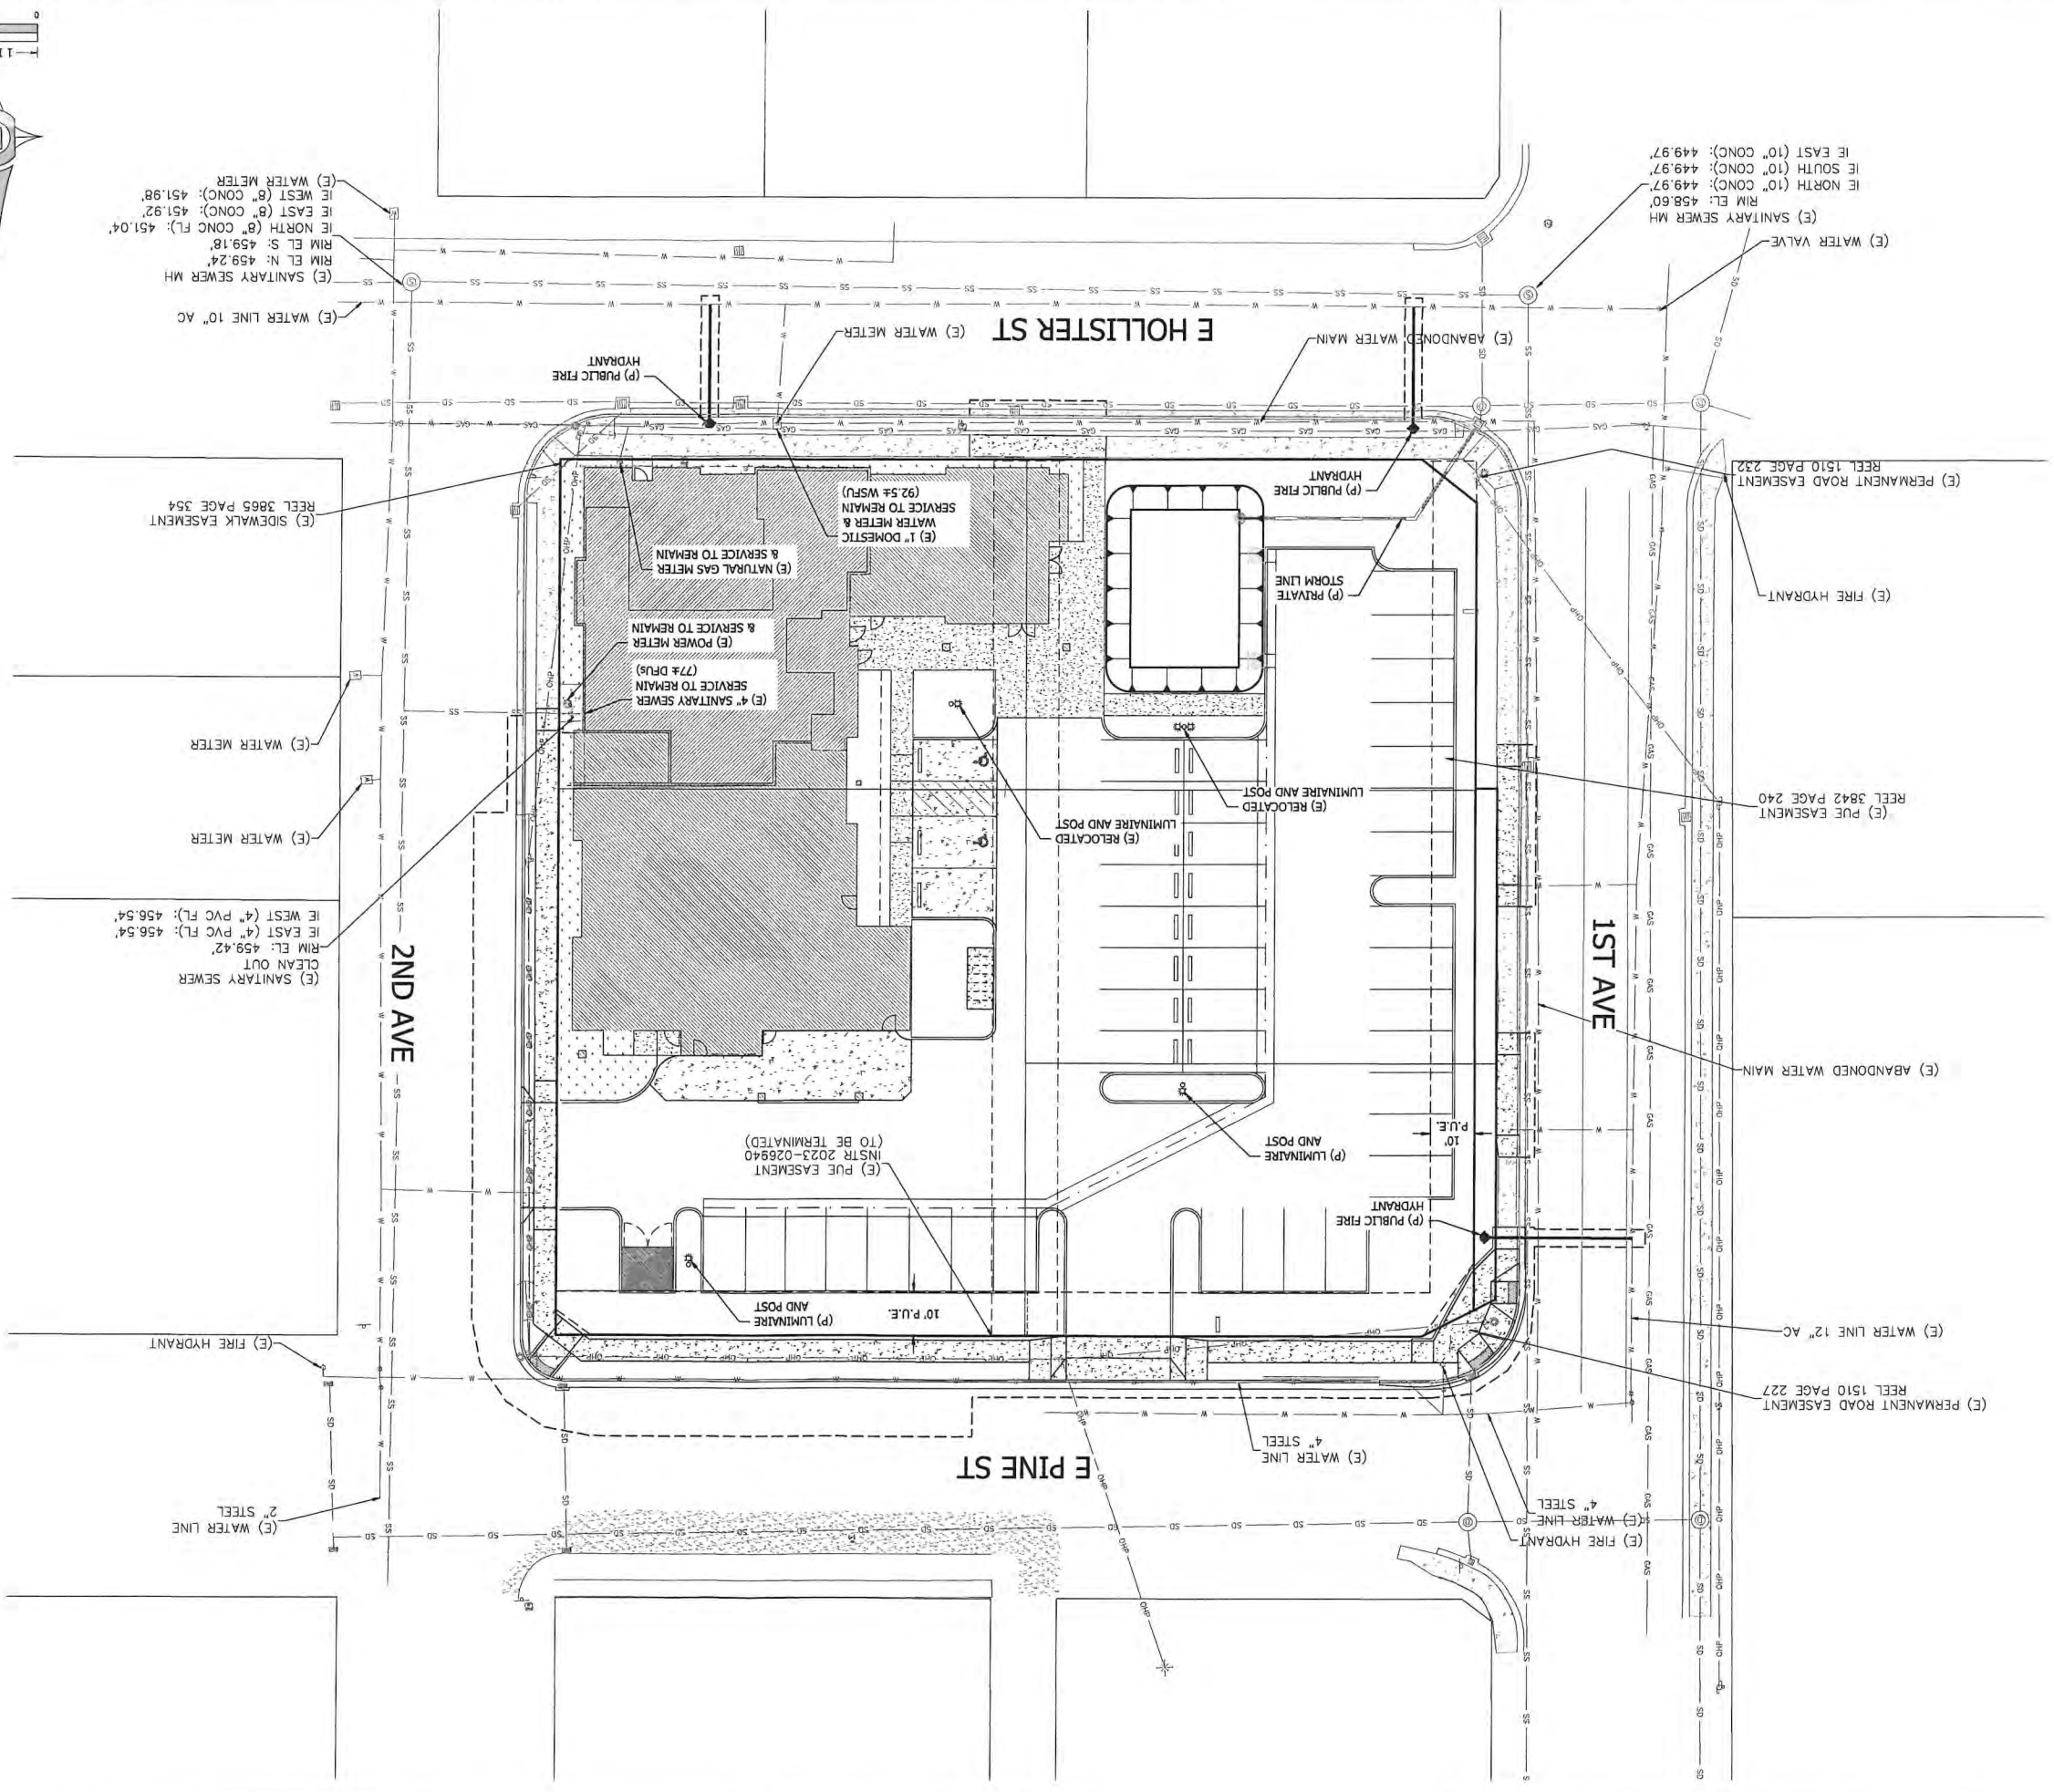 E PINE ST
E HOLLISTER ST
1ST AVE
2ND AVE
(E) FIRE HYDRANT
(E) WATER LINE
4" STEEL
(E) WATER LINE
2" STEEL
(E) WATER LINE
4" STEEL
(E) PERMANENT ROAD EASEMENT
REEL 1510 PAGE 227
(E) WATER LINE 12" AC
(E) FIRE HYDRANT
(P) LUMINAIRE
AND POST
10' P.U.E.
(P) PUBLIC FIRE
HYDRANT
10'
P.U.E.
(P) LUMINAIRE
AND POST
(E) PUE EASEMENT
INSTR 2023-026940
(TO BE TERMINATED)
(E) ABANDONED WATER MAIN
(E) SANITARY SEWER
CLEAN OUT
RIM EL: 459.42'
IE EAST (4" PVC FL): 456.54'
IE WEST (4" PVC FL): 456.54'
(E) PUE EASEMENT
REEL 3842 PAGE 240
(E) RELOCATED
LUMINAIRE AND POST
(E) RELOCATED
LUMINAIRE AND POST
(E) WATER METER
(E) WATER METER
(E) 4" SANITARY SEWER
SERVICE TO REMAIN
(77± DFUs)
(E) POWER METER
& SERVICE TO REMAIN
(E) FIRE HYDRANT
(P) PRIVATE
STORM LINE
(E) NATURAL GAS METER
& SERVICE TO REMAIN
(E) 1" DOMESTIC
WATER METER &
SERVICE TO REMAIN
(92.5± WSFU)
(E) SIDEWALK EASEMENT
REEL 3865 PAGE 354
(E) PERMANENT ROAD EASEMENT
REEL 1510 PAGE 232
(P) PUBLIC FIRE
HYDRANT
(P) PUBLIC FIRE
HYDRANT
(E) ABANDONED WATER MAIN
(E) WATER METER
(E) WATER LINE 10" AC
(E) SANITARY SEWER MH
RIM EL N: 459.24'
RIM EL S: 459.18'
IE NORTH (8" CONC FL): 451.04'
IE EAST (8" CONC): 451.92'
IE WEST (8" CONC): 451.98
(E) WATER METER
(E) WATER VALVE
(E) SANITARY SEWER MH
RIM EL: 458.60'
IE NORTH (10" CONC): 449.97'
IE SOUTH (10" CONC): 449.97'
IE EAST (10" CONC): 449.97'
SD
SS
W
GAS
OHP
0